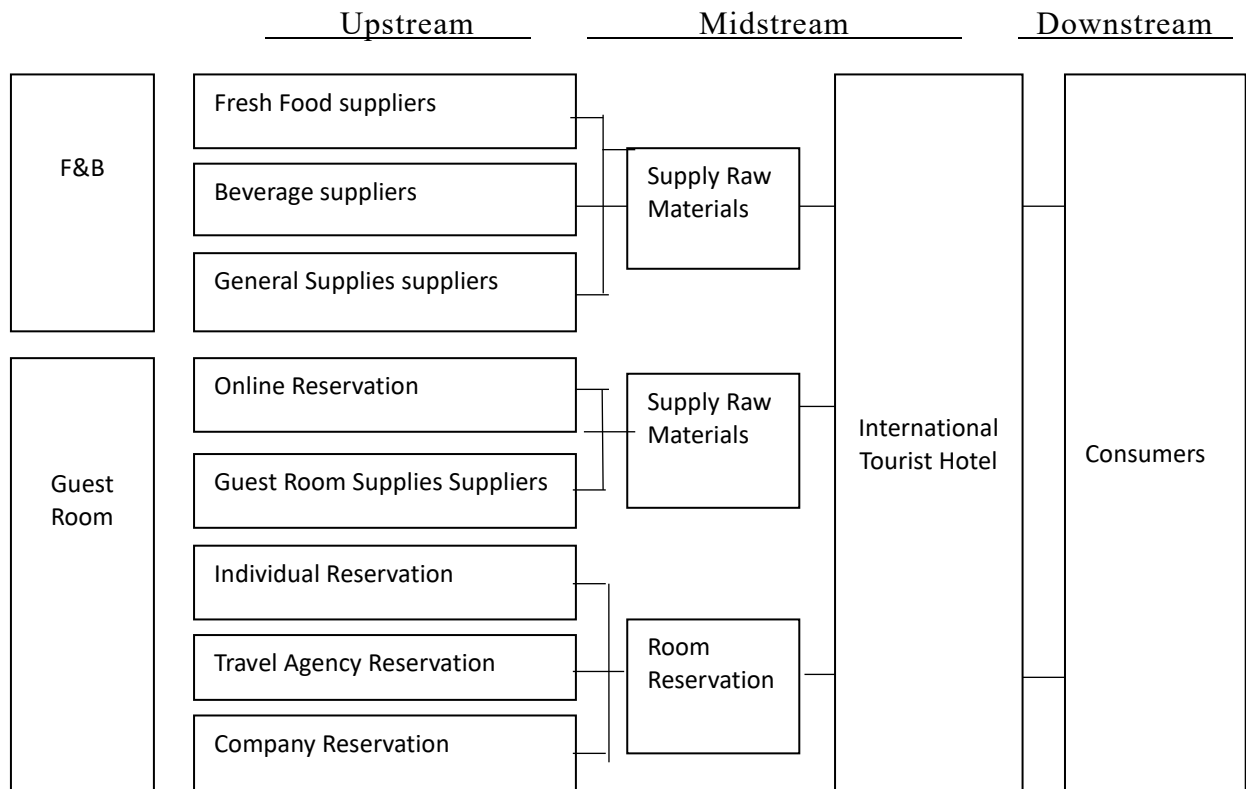 Upstream
Midstream
Downstream
F&B
Fresh Food suppliers
Beverage suppliers
General Supplies suppliers
Supply Raw
Materials
Guest
Room
Online Reservation
Guest Room Supplies Suppliers
Supply Raw
Materials
Individual Reservation
Travel Agency Reservation
Company Reservation
Room
Reservation
International
Tourist Hotel
Consumers